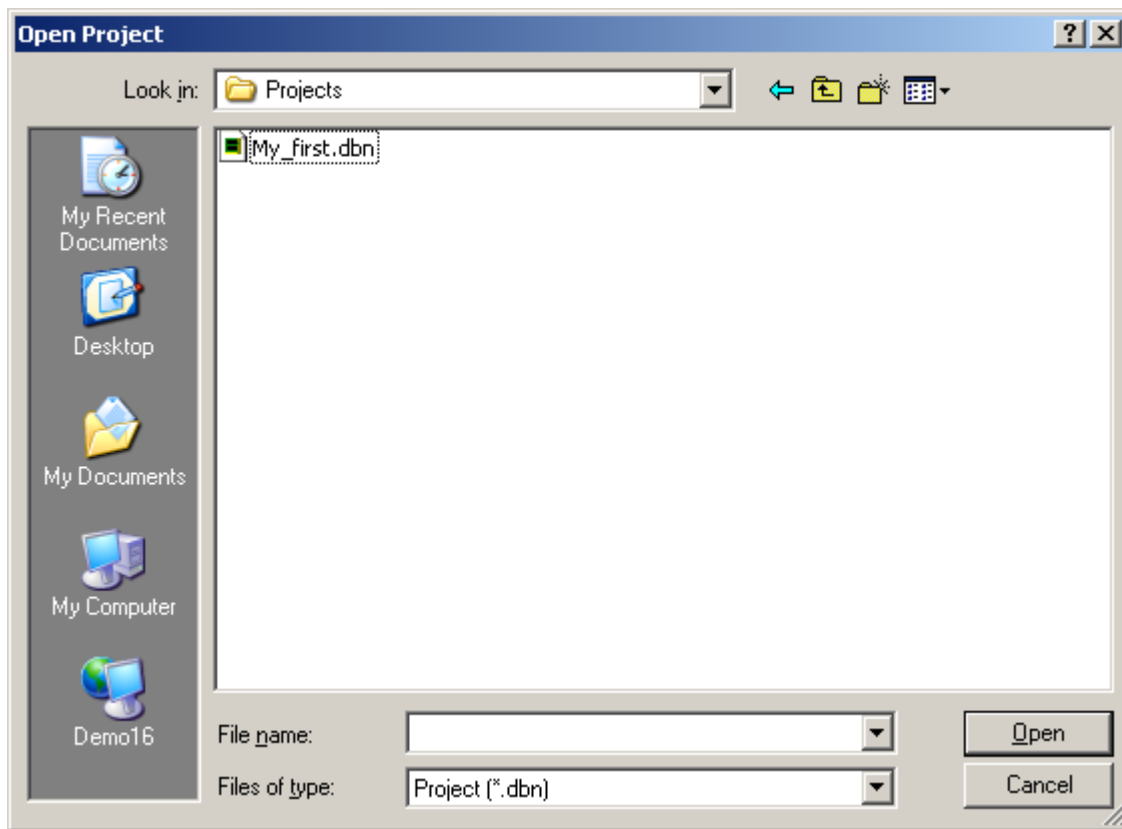 Open Project
Look in:
Projects
My_first.dbn
My Recent
Documents
Desktop
My Documents
My Computer
Demo16
File name:
Open
Files of type:
Project (*.dbn)
Cancel